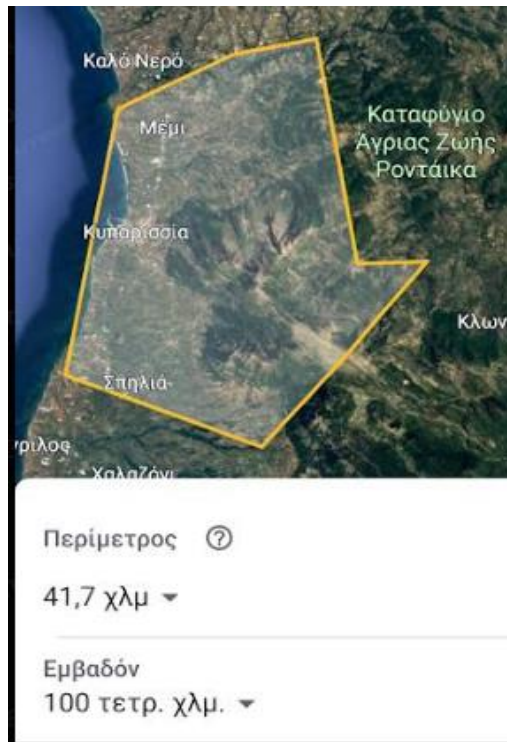 Καλό Νερό
Μέμι
Καταφύγιο
Άγριας Ζωής
Ροντάικα
Κυπαρισσία
Κλων
Σπηλιά
γριλος
Χαλαζόνι
Περίμετρος ?
41,7 χλμ
Εμβαδόν
100 τετρ. χλμ.